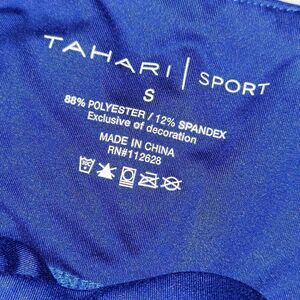 TAHARI | SPORT
S
88% POLYESTER / 12% SPANDEX
Exclusive of decoration
MADE IN CHINA
RN#112628